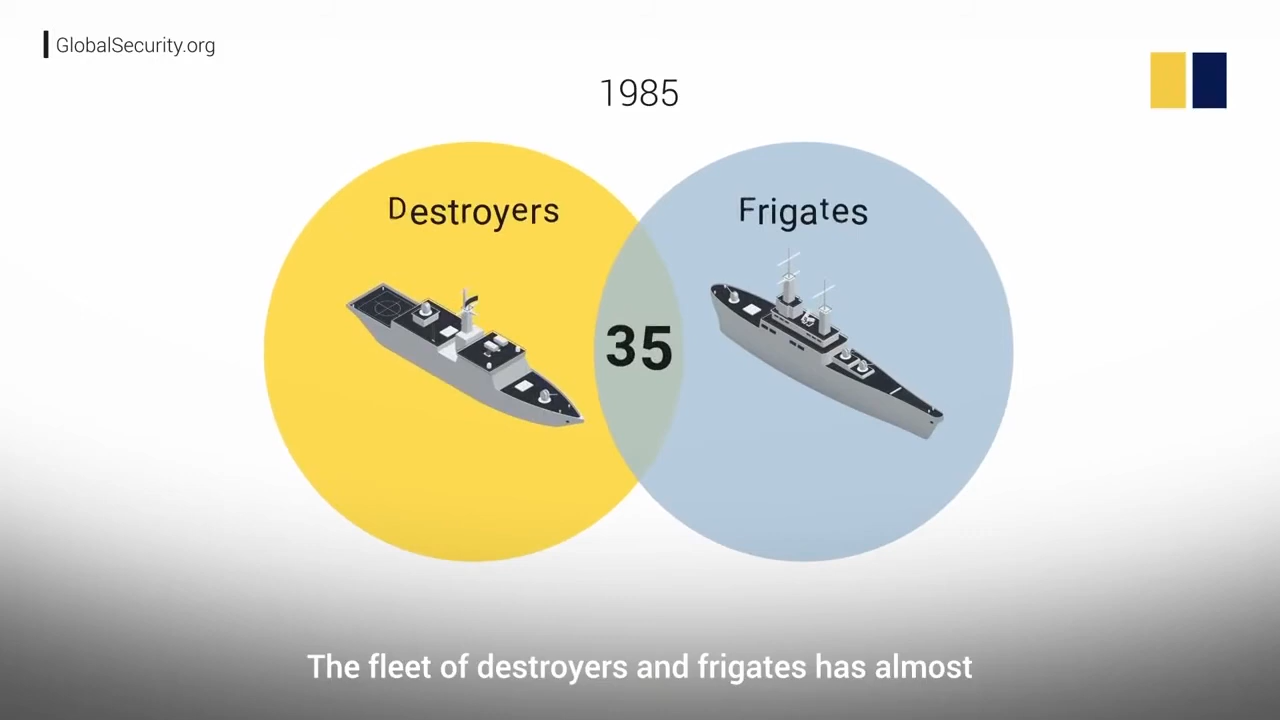 GlobalSecurity.org
1985
Destroyers
Frigates
35
The fleet of destroyers and frigates has almost